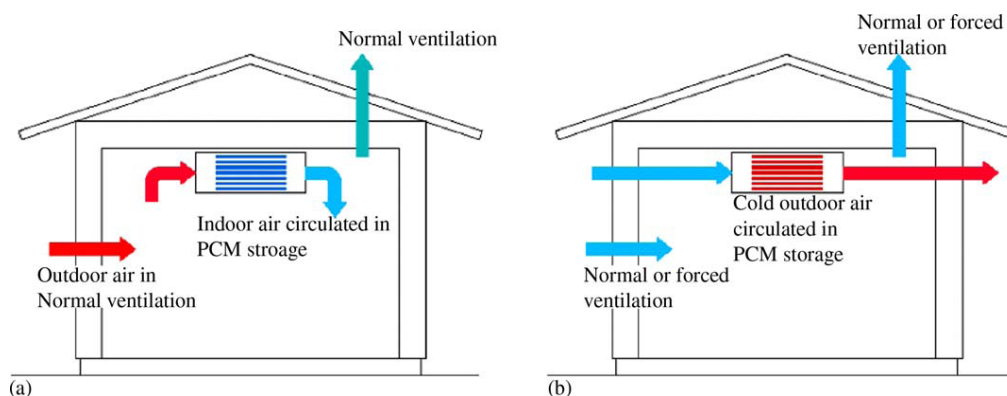 Normal ventilation
Indoor air circulated in
PCM stroage
Outdoor air in
Normal ventilation
(a)
Normal or forced
ventilation
Cold outdoor air
circulated in
PCM storage
Normal or forced
ventilation
(b)